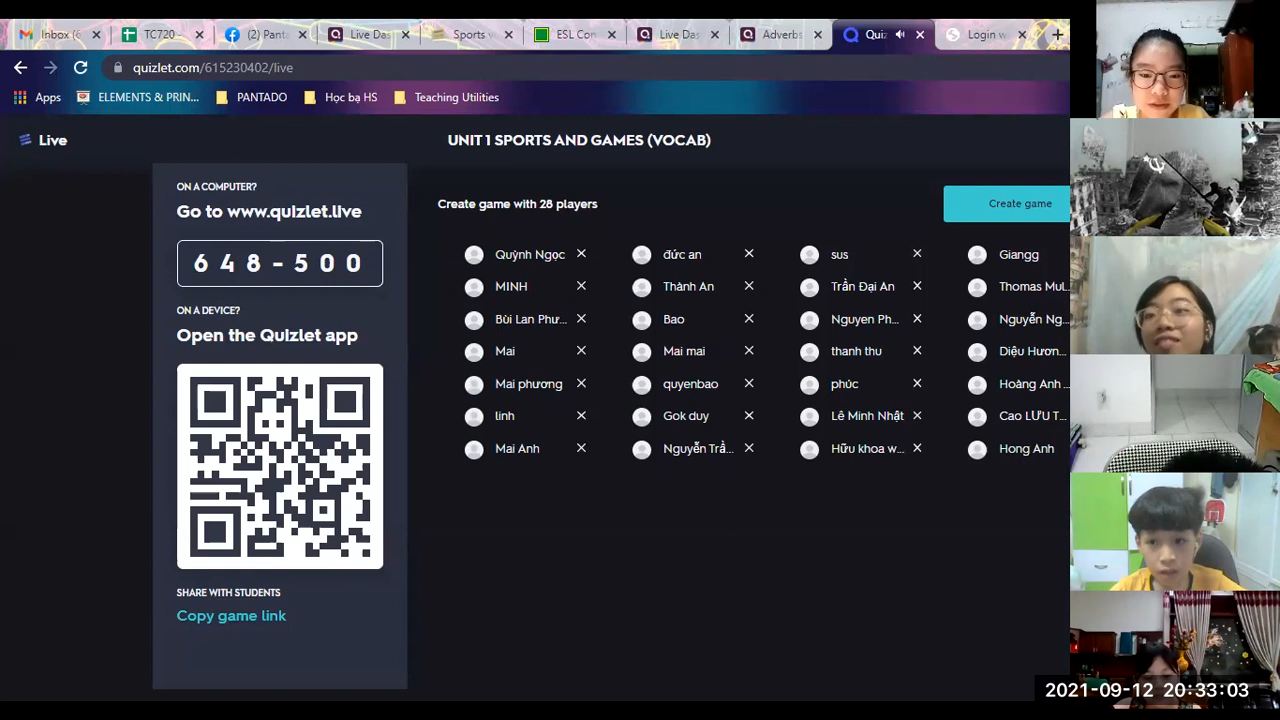 Inbox (6
TC720
(2) Panta
Live Das
Sports
ESL Con
Live Das
Adverbs
Quiz
Login w
quizlet.com/615230402/live
Apps
ELEMENTS & PRIN...
PANTADO
Học bạ HS
Teaching Utilities
Live
UNIT 1 SPORTS AND GAMES (VOCAB)
ON A COMPUTER?
Go to www.quizlet.live
648-500
ON A DEVICE?
Open the Quizlet app
SHARE WITH STUDENTS
Copy game link
Create game with 28 players
Create game
Quỳnh Ngọc
đức an
sus
Giangg
MINH
Thành An
Trần Đại An
Thomas Mul...
Bùi Lan Phư...
Bao
Nguyen Ph...
Nguyễn Ng...
Mai
Mai mai
thanh thu
Diệu Hươn...
Mai phương
quyenbao
phúc
Hoàng Anh...
linh
Gok duy
Lê Minh Nhật
Cao LƯU T...
Mai Anh
Nguyễn Trầ...
Hữu khoa w...
Hong Anh
2021-09-12 20:33:03